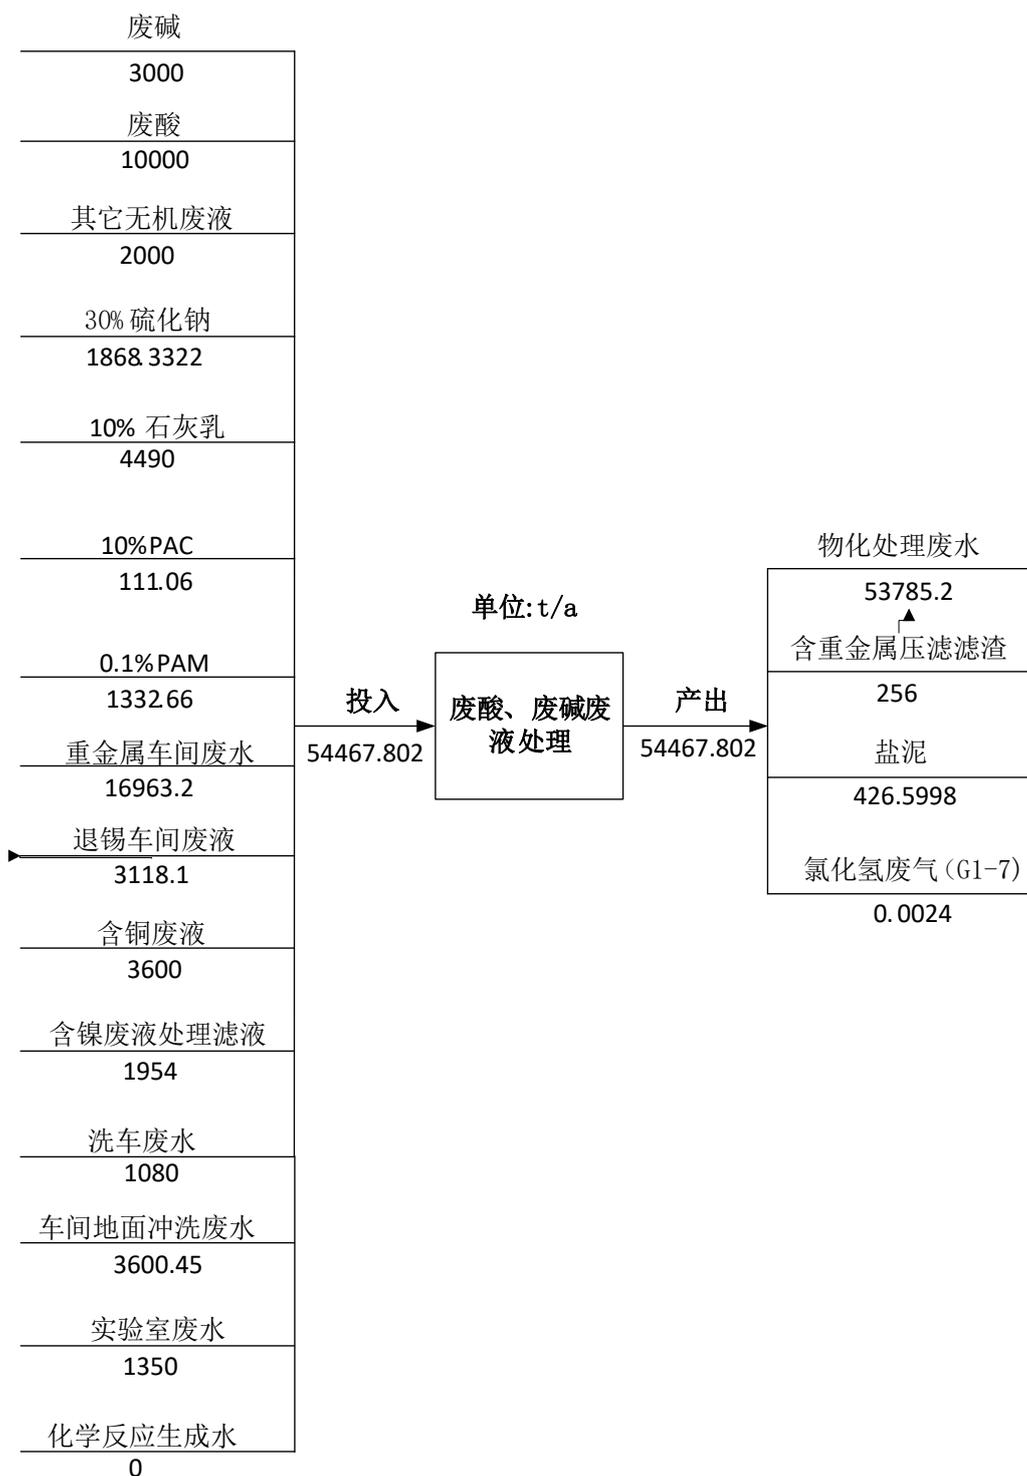 废碱
3000
废酸
10000
其它无机废液
2000
30% 硫化钠
1868.3322
10% 石灰乳
4490
10%PAC
111.06
0.1%PAM
1332.66
重金属车间废水
16963.2
退锡车间废液
3118.1
含铜废液
3600
含镍废液处理滤液
1954
洗车废水
1080
车间地面冲洗废水
3600.45
实验室废水
1350
化学反应生成水
0
投入
54467.802
单位:t/a
废酸、废碱废
液处理
产出
54467.802
物化处理废水
53785.2
含重金属压滤滤渣
256
盐泥
426.5998
氯化氢废气(G1-7)
0.0024